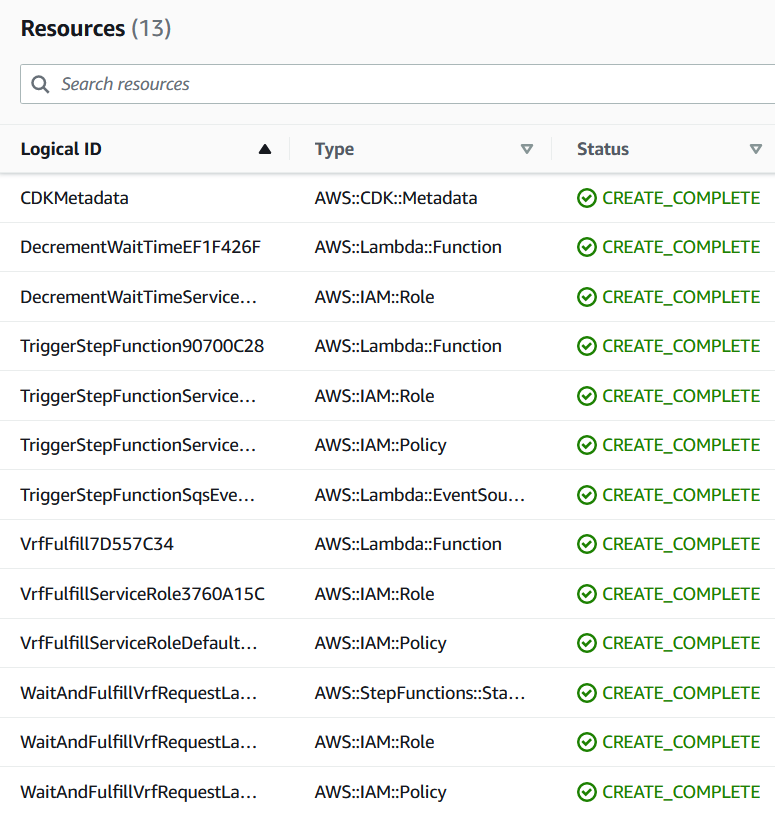 Resources (13)
Search resources
Logical ID Type Status
CDKMetadata AWS::CDK::Metadata CREATE_COMPLETE
DecrementWaitTimeEF1F426F AWS::Lambda::Function CREATE_COMPLETE
DecrementWaitTimeService… AWS::IAM::Role CREATE_COMPLETE
TriggerStepFunction90700C28 AWS::Lambda::Function CREATE_COMPLETE
TriggerStepFunctionService… AWS::IAM::Role CREATE_COMPLETE
TriggerStepFunctionService… AWS::IAM::Policy CREATE_COMPLETE
TriggerStepFunctionSqsEve… AWS::Lambda::EventSou… CREATE_COMPLETE
VrfFulfill7D557C34 AWS::Lambda::Function CREATE_COMPLETE
VrfFulfillServiceRole3760A15C AWS::IAM::Role CREATE_COMPLETE
VrfFulfillServiceRoleDefault… AWS::IAM::Policy CREATE_COMPLETE
WaitAndFulfillVrfRequestLa… AWS::StepFunctions::Sta… CREATE_COMPLETE
WaitAndFulfillVrfRequestLa… AWS::IAM::Role CREATE_COMPLETE
WaitAndFulfillVrfRequestLa… AWS::IAM::Policy CREATE_COMPLETE